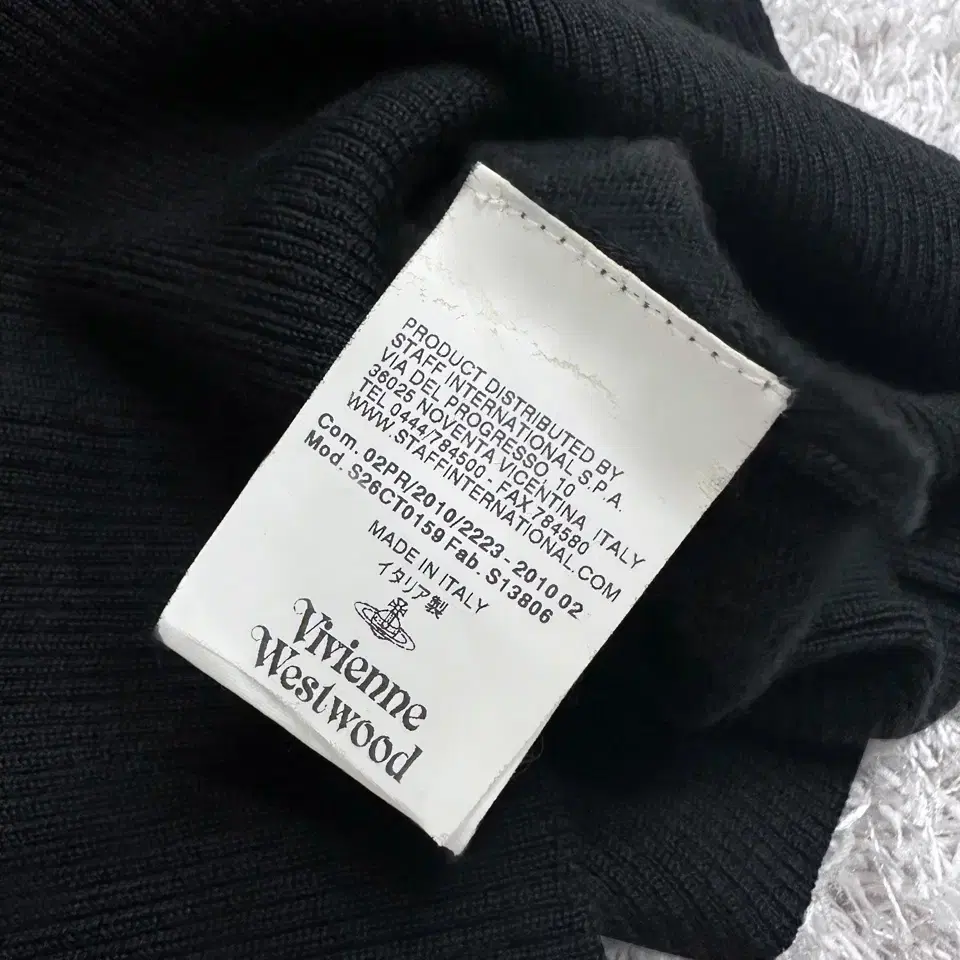 PRODUCT DISTRIBUTED BY
STAFF INTERNATIONAL S.P.A.
VIA DEL PROGRESSO, 10
36025 NOVENTA VICENTINA, ITALY
TEL 0444/784500 - FAX 784580
WWW.STAFFINTERNATIONAL.COM
Com. 02PR/2010/2223 - 2010 02
Mod. S26CT0159 Fab. S13806
MADE IN ITALY
イタリア製
Vivienne
Westwood